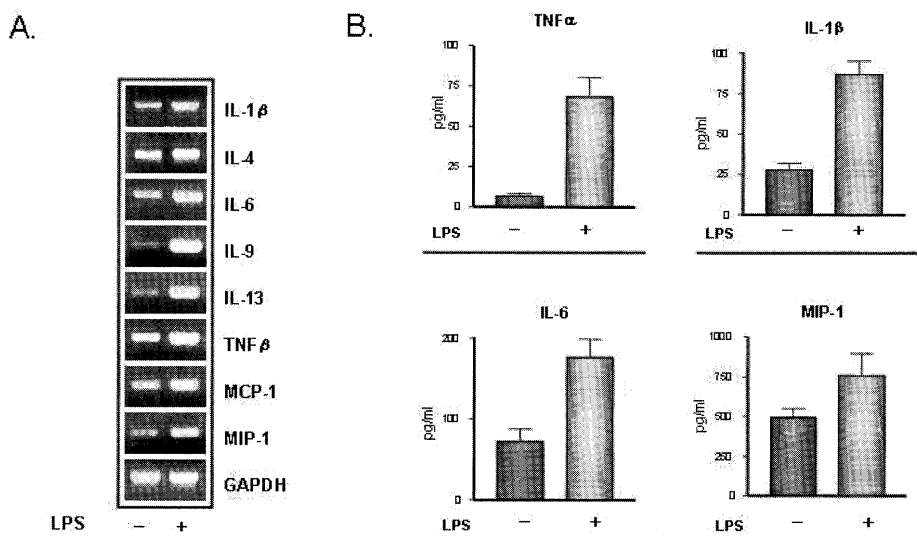 A.
IL-1β
IL-4
IL-6
IL-9
IL-13
TNFβ
MCP-1
MIP-1
GAPDH
LPS − +
B.
TNFα
100
75
50
25
0
pg/ml
LPS − +
IL-1β
100
75
50
25
0
pg/ml
LPS − +
IL-6
200
100
0
pg/ml
LPS − +
MIP-1
1000
750
500
250
0
pg/ml
LPS − +